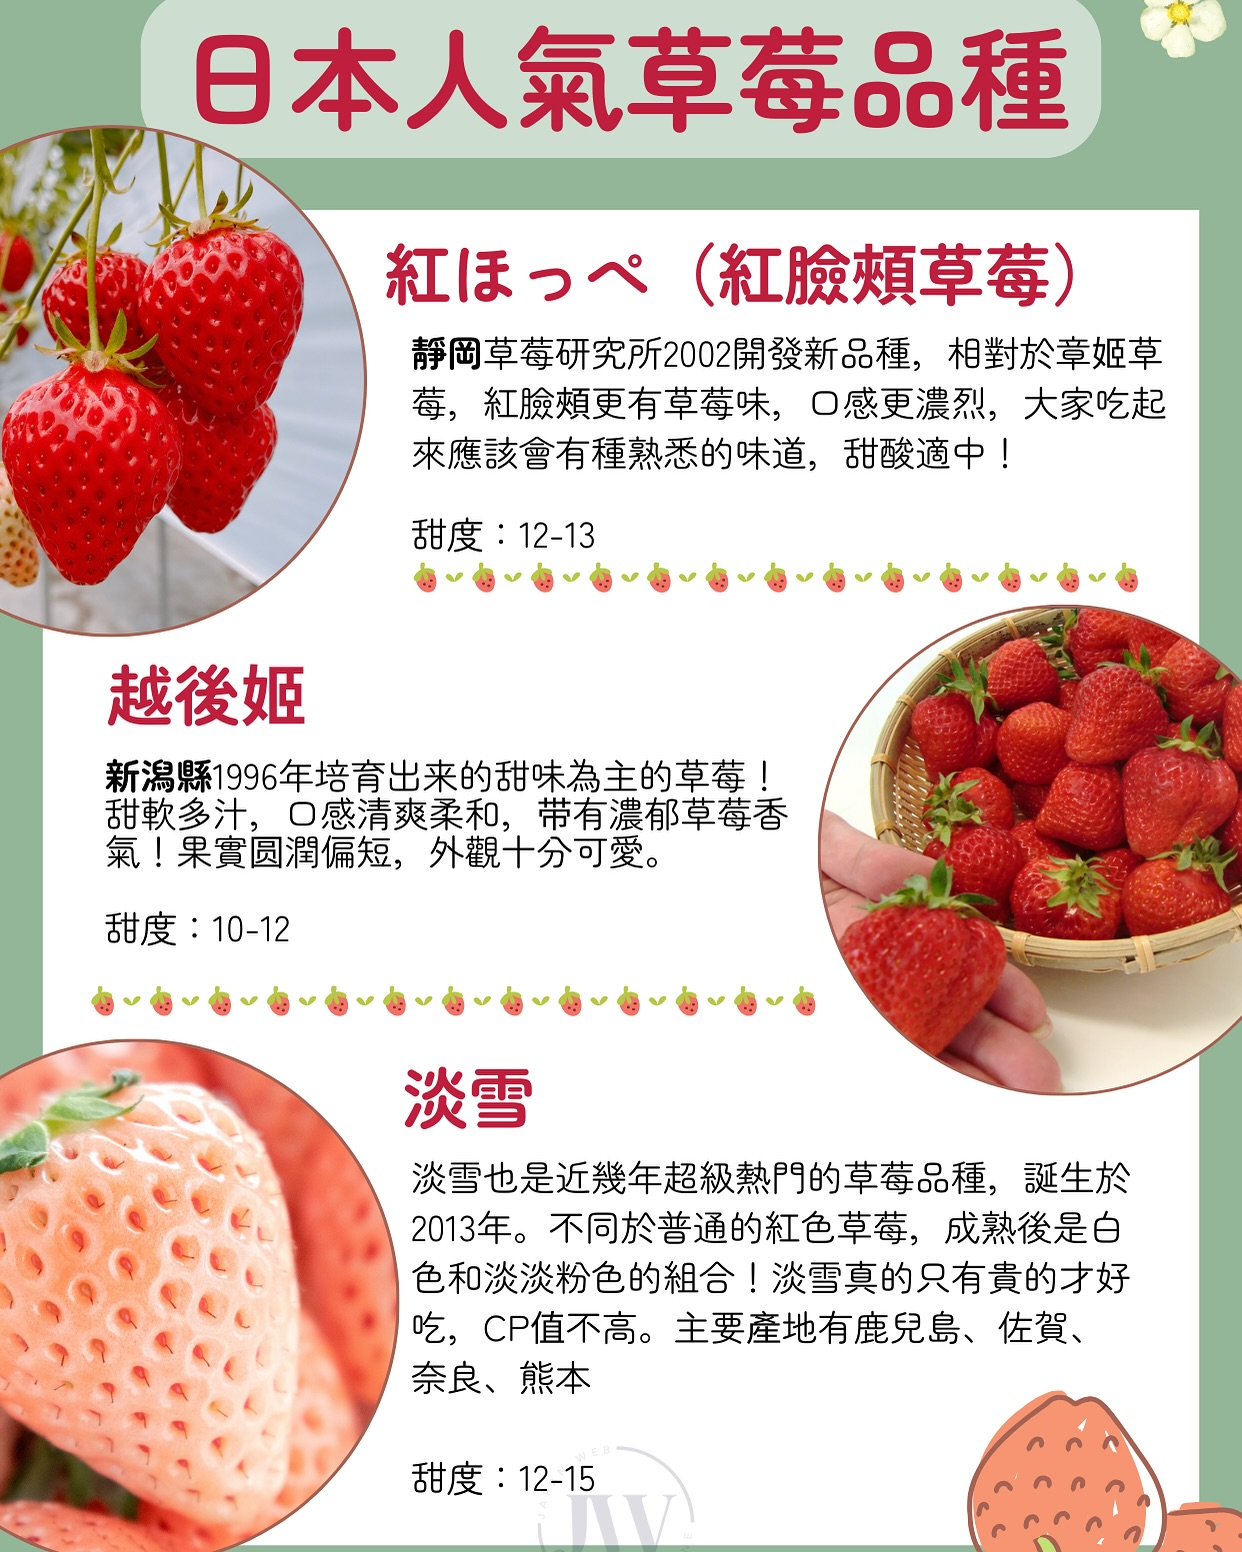 日本人氣草莓品種
紅ほっぺ（紅臉頰草莓）
靜岡草莓研究所2002開發新品種，相對於章姬草
莓，紅臉頰更有草莓味，口感更濃烈，大家吃起
來應該會有種熟悉的味道，甜酸適中！
甜度：12-13
越後姬
新潟縣1996年培育出来的甜味為主的草莓！
甜軟多汁，口感清爽柔和，带有濃郁草莓香
氣！果實圆潤偏短，外觀十分可愛。
甜度：10-12
淡雪
淡雪也是近幾年超級熱門的草莓品種，誕生於
2013年。不同於普通的紅色草莓，成熟後是白
色和淡淡粉色的組合！淡雪真的只有貴的才好
吃，CP值不高。主要產地有鹿兒島、佐賀、
奈良、熊本
甜度：12-15
WEB
JW